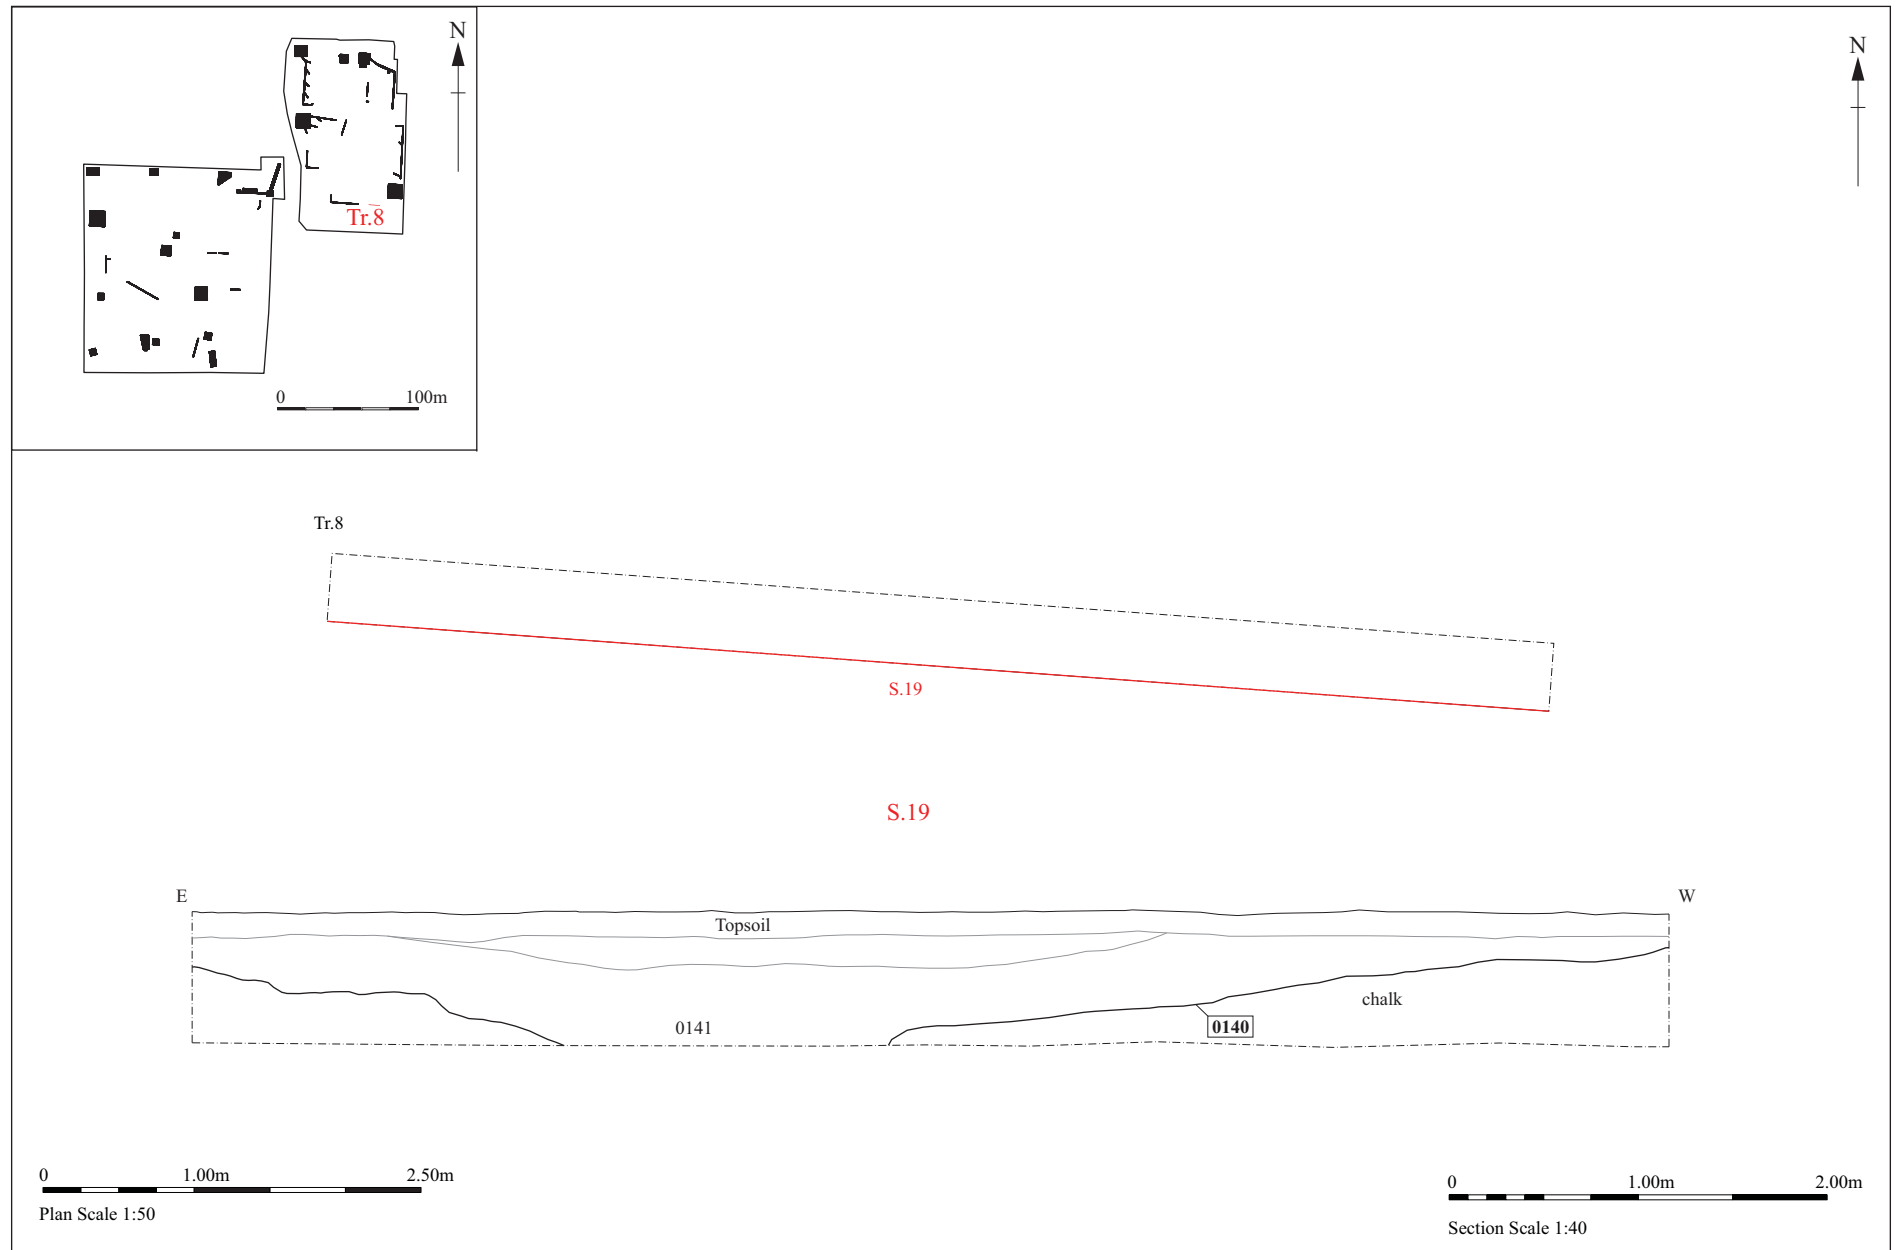 N
N
Tr.8
0 100m
Tr.8
S.19
S.19
E W
Topsoil
chalk
0141
0140
0 1.00m 2.50m
Plan Scale 1:50
0 1.00m 2.00m
Section Scale 1:40